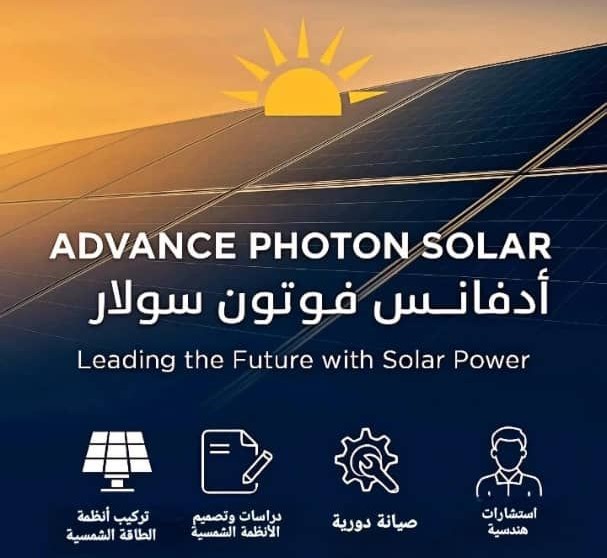 ADVANCE PHOTON SOLAR
أدفانس فوتون سولار
Leading the Future with Solar Power
تركيب أنظمة
الطاقة الشمسية
دراسات وتصميم
الأنظمة الشمسية
صيانة دورية
استشارات
هندسية